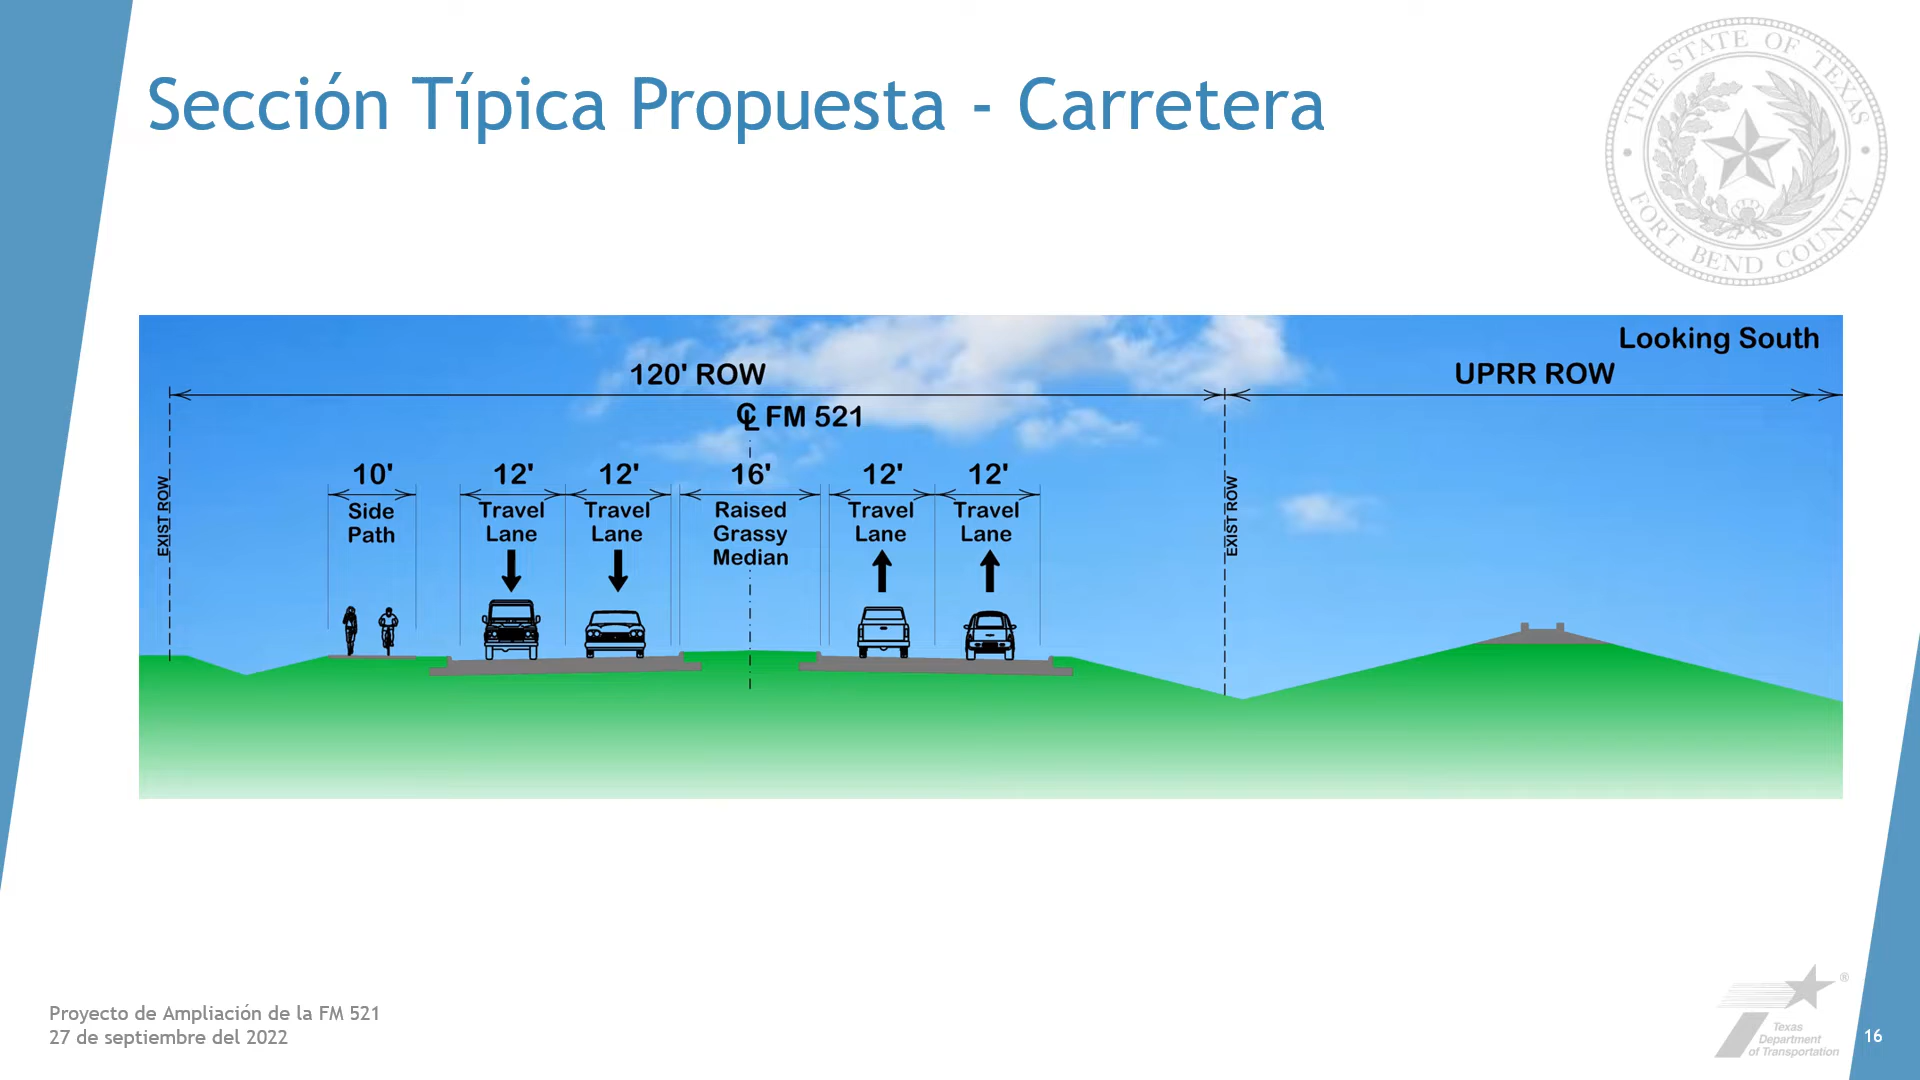 Sección Típica Propuesta - Carretera
THE STATE OF TEXAS
FORT BEND COUNTY
Looking South
120' ROW
UPRR ROW
℄ FM 521
EXIST ROW
10'
Side
Path
12'
Travel
Lane
12'
Travel
Lane
16'
Raised
Grassy
Median
12'
Travel
Lane
12'
Travel
Lane
EXIST ROW
Proyecto de Ampliación de la FM 521
27 de septiembre del 2022
®
Texas
Department
of Transportation
16